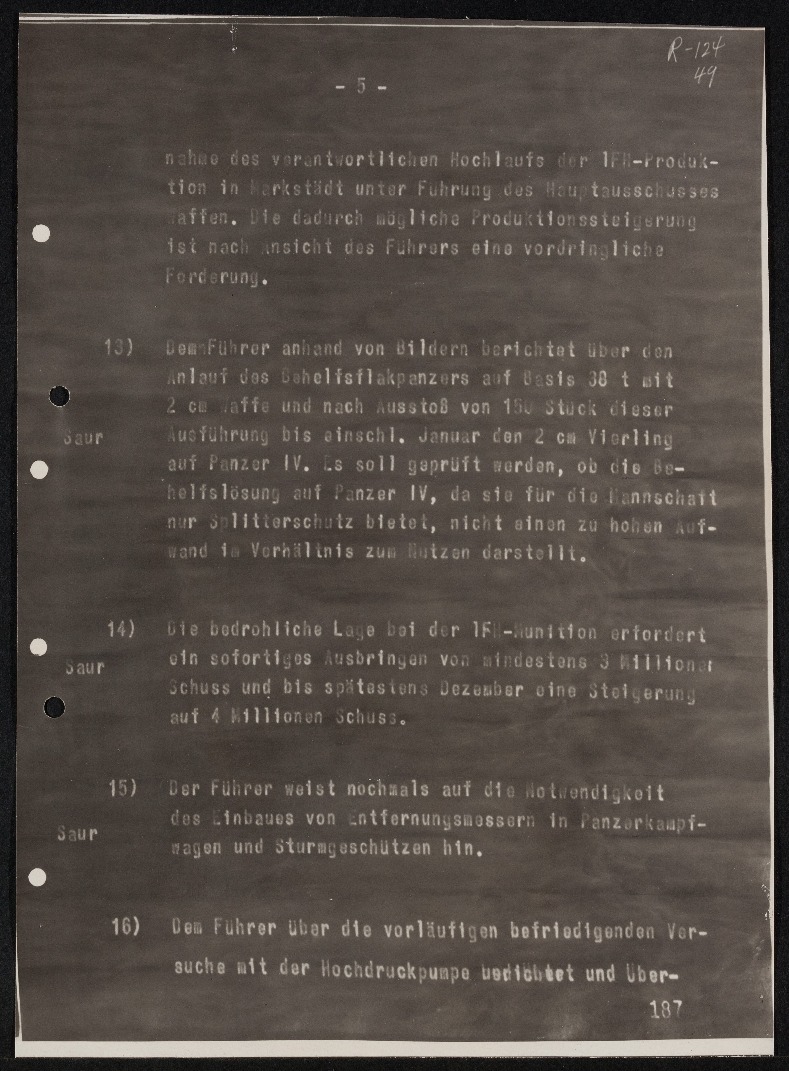 R-124
49
- 5 -
nahme des verantwortlichen Hochlaufs der lFH-Produk-
tion in Markstädt unter Führung des Hauptausschusses
Waffen. Die dadurch mögliche Produktionssteigerung
ist nach Ansicht des Führers eine vordringliche
Forderung.
13) Dem Führer anhand von Bildern berichtet über den
Anlauf des Behelfsflakpanzers auf Basis 38 t mit
2 cm Waffe und nach Ausstoß von 150 Stück dieser
Saur Ausführung bis einschl. Januar den 2 cm Vierling
auf Panzer IV. Es soll geprüft werden, ob die Be-
helfslösung auf Panzer IV, da sie für die Mannschaft
nur Splitterschutz bietet, nicht einen zu hohen Auf-
wand im Verhältnis zum Nutzen darstellt.
14) Die bedrohliche Lage bei der lFH-Munition erfordert
Saur ein sofortiges Ausbringen von mindestens 3 Millionen
Schuss und bis spätestens Dezember eine Steigerung
auf 4 Millionen Schuss.
15) Der Führer weist nochmals auf die Notwendigkeit
des Einbaues von Entfernungsmessern in Panzerkampf-
Saur wagen und Sturmgeschützen hin.
16) Dem Führer über die vorläufigen befriedigenden Ver-
suche mit der Hochdruckpumpe berichtet und Über-
187